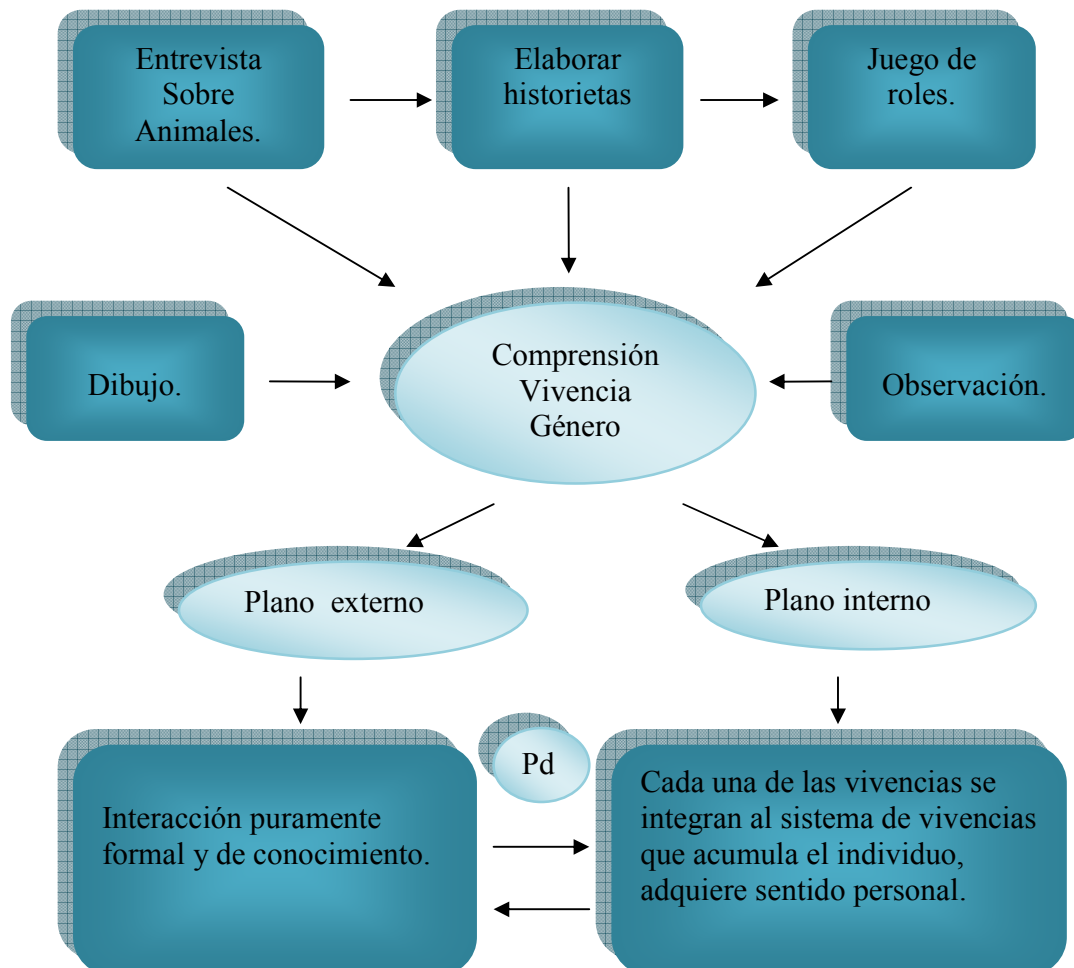 Entrevista
Sobre
Animales.
Elaborar
historietas
Juego de
roles.
Dibujo.
Comprensión
Vivencia
Género
Observación.
Plano externo
Plano interno
Pd
Interacción puramente
formal y de conocimiento.
Cada una de las vivencias se
integran al sistema de vivencias
que acumula el individuo,
adquiere sentido personal.